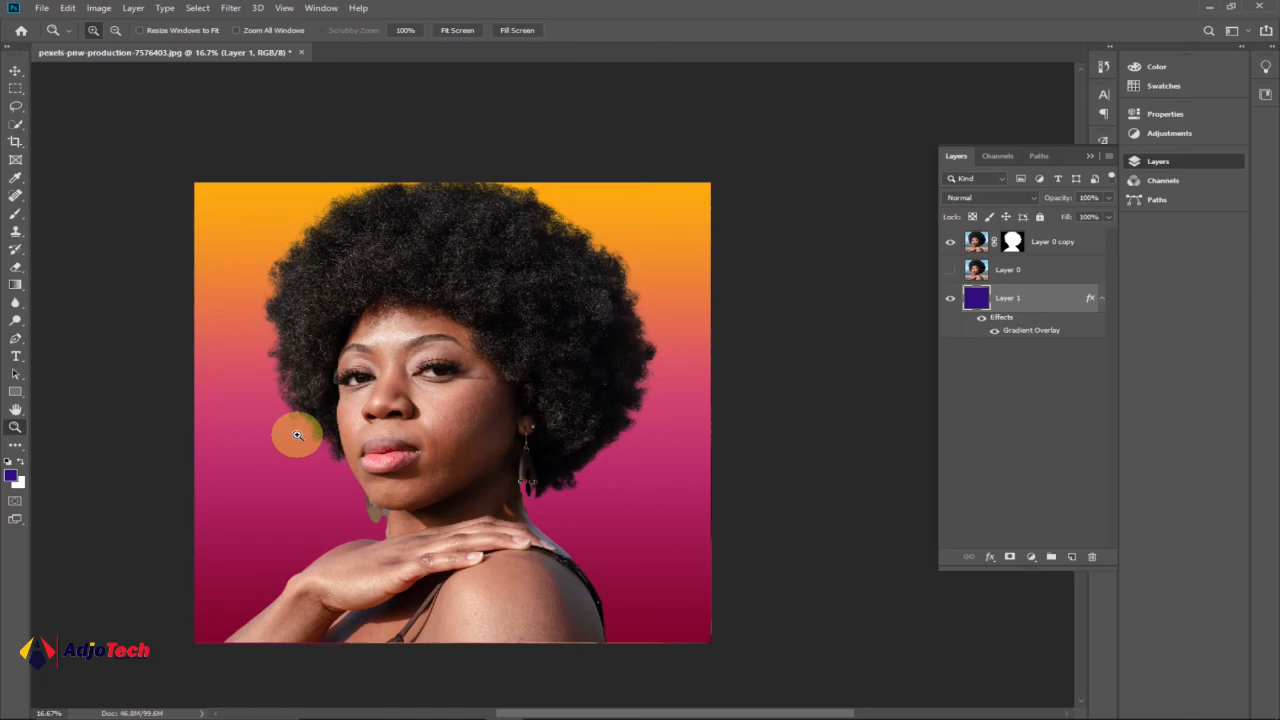 Ps File Edit Image Layer Type Select Filter 3D View Window Help
Resize Windows to Fit Zoom All Windows Scrubby Zoom 100% Fit Screen Fill Screen
pexels-pnw-production-7576403.jpg @ 16.7% (Layer 1, RGB/8) * ×
Color
Swatches
Properties
Adjustments
Layers
Channels
Paths
Layers Channels Paths
Kind
Normal Opacity: 100%
Lock: Fill: 100%
Layer 0 copy
Layer 0
Layer 1 fx
Effects
Gradient Overlay
fx
AdjoTech
16.67% Doc: 46.8M/99.6M